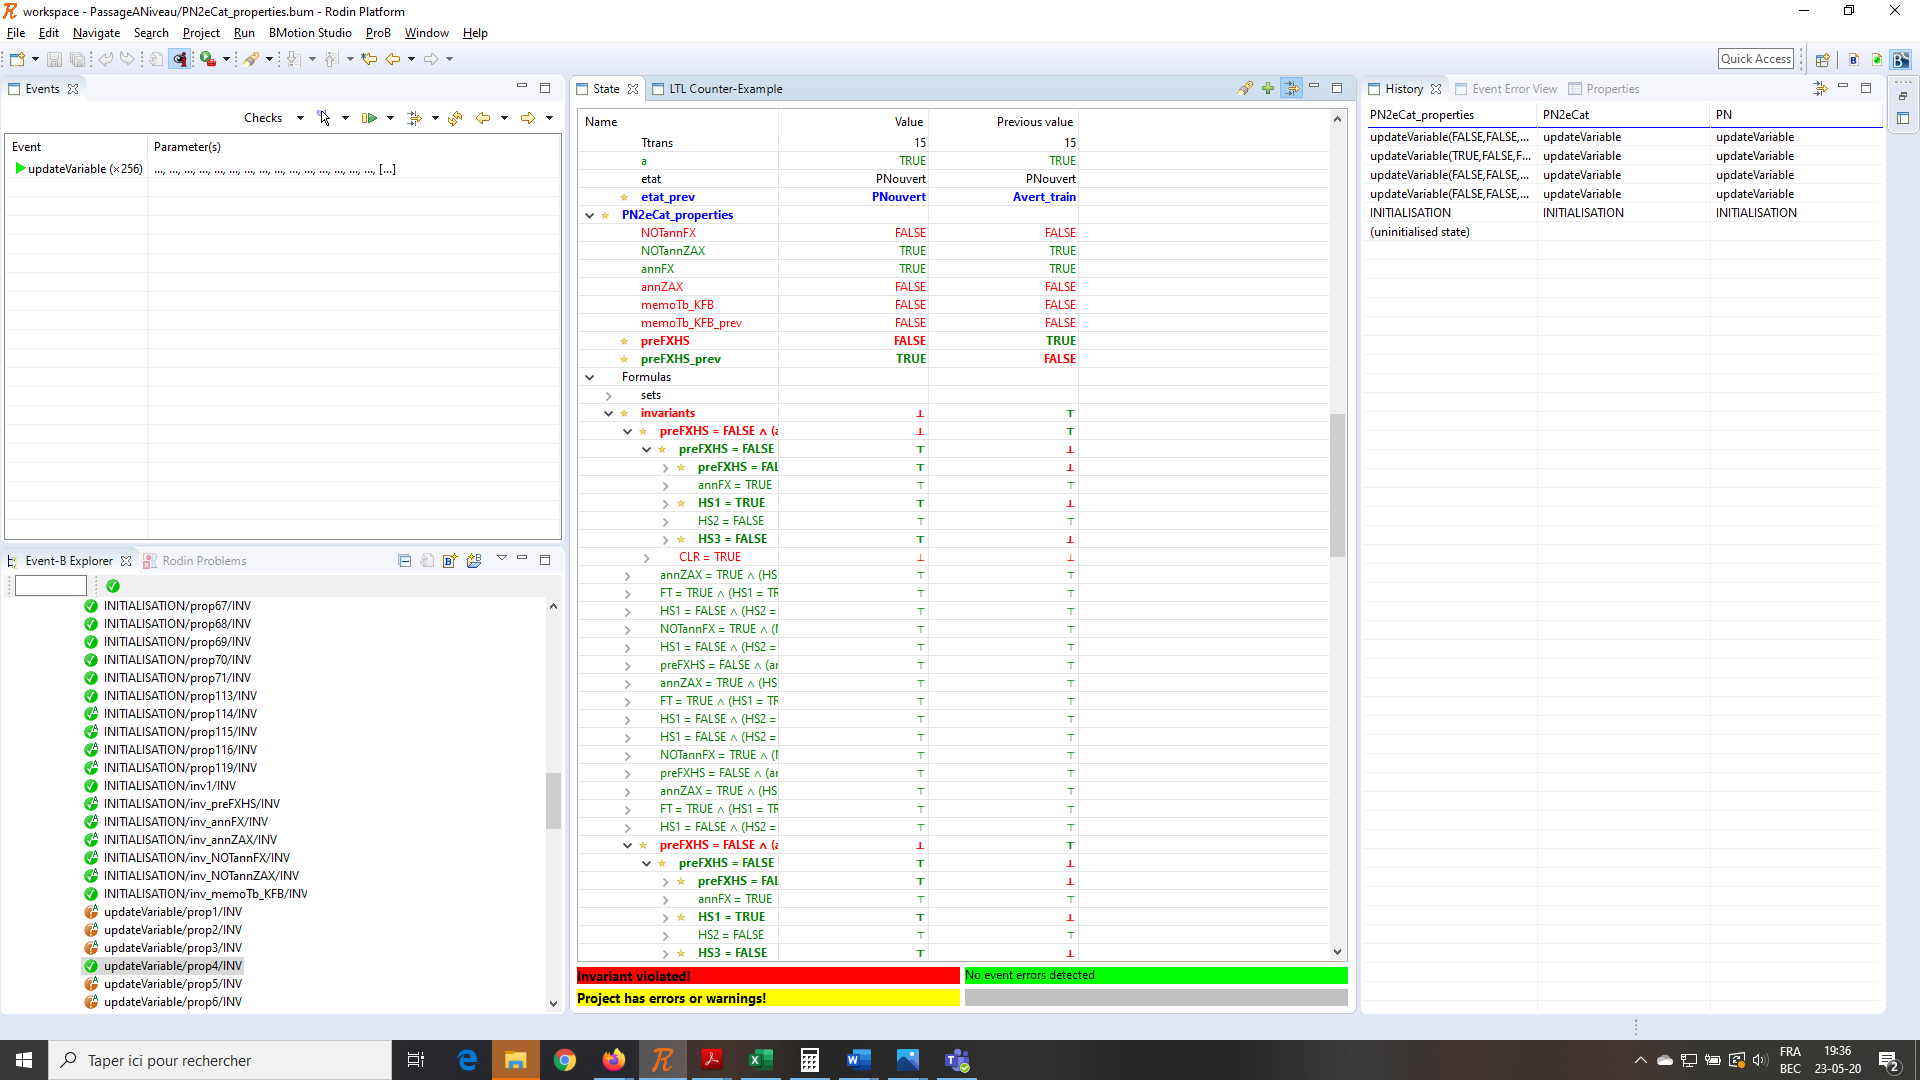 workspace - PassageANiveau/PN2eCat_properties.bum - Rodin Platform
File Edit Navigate Search Project Run BMotion Studio ProB Window Help
Quick Access
Events
Checks
Event Parameter(s)
updateVariable (×256) ..., ..., ..., ..., ..., ..., ..., ..., ..., ..., ..., ..., ..., ..., ..., [...]
Event-B Explorer Rodin Problems
INITIALISATION/prop67/INV
INITIALISATION/prop68/INV
INITIALISATION/prop69/INV
INITIALISATION/prop70/INV
INITIALISATION/prop71/INV
INITIALISATION/prop113/INV
INITIALISATION/prop114/INV
INITIALISATION/prop115/INV
INITIALISATION/prop116/INV
INITIALISATION/prop119/INV
INITIALISATION/inv1/INV
INITIALISATION/inv_preFXHS/INV
INITIALISATION/inv_annFX/INV
INITIALISATION/inv_annZAX/INV
INITIALISATION/inv_NOTannFX/INV
INITIALISATION/inv_NOTannZAX/INV
INITIALISATION/inv_memoTb_KFB/INV
updateVariable/prop1/INV
updateVariable/prop2/INV
updateVariable/prop3/INV
updateVariable/prop4/INV
updateVariable/prop5/INV
updateVariable/prop6/INV
State LTL Counter-Example
Name Value Previous value
Ttrans 15 15
a TRUE TRUE
etat PNouvert PNouvert
etat_prev PNouvert Avert_train
PN2eCat_properties
NOTannFX FALSE FALSE
NOTannZAX TRUE TRUE
annFX TRUE TRUE
annZAX FALSE FALSE
memoTb_KFB FALSE FALSE
memoTb_KFB_prev FALSE FALSE
preFXHS FALSE TRUE
preFXHS_prev TRUE FALSE
Formulas
sets
invariants ⊥ ⊤
preFXHS = FALSE ∧ (a ⊥ ⊤
preFXHS = FALSE ⊤ ⊥
preFXHS = FAL ⊤ ⊥
annFX = TRUE ⊤ ⊤
HS1 = TRUE ⊤ ⊥
HS2 = FALSE ⊤ ⊤
HS3 = FALSE ⊤ ⊥
CLR = TRUE ⊥ ⊥
annZAX = TRUE ∧ (HS ⊤ ⊤
FT = TRUE ∧ (HS1 = TR ⊤ ⊤
HS1 = FALSE ∧ (HS2 = ⊤ ⊤
NOTannFX = TRUE ∧ (N ⊤ ⊤
HS1 = FALSE ∧ (HS2 = ⊤ ⊤
preFXHS = FALSE ∧ (ar ⊤ ⊤
annZAX = TRUE ∧ (HS ⊤ ⊤
FT = TRUE ∧ (HS1 = TR ⊤ ⊤
HS1 = FALSE ∧ (HS2 = ⊤ ⊤
HS1 = FALSE ∧ (HS2 = ⊤ ⊤
NOTannFX = TRUE ∧ (N ⊤ ⊤
preFXHS = FALSE ∧ (ar ⊤ ⊤
annZAX = TRUE ∧ (HS ⊤ ⊤
FT = TRUE ∧ (HS1 = TR ⊤ ⊤
HS1 = FALSE ∧ (HS2 = ⊤ ⊤
preFXHS = FALSE ∧ (a ⊥ ⊤
preFXHS = FALSE ⊤ ⊥
preFXHS = FAL ⊤ ⊥
annFX = TRUE ⊤ ⊤
HS1 = TRUE ⊤ ⊥
HS2 = FALSE ⊤ ⊤
HS3 = FALSE ⊤ ⊥
Invariant violated! No event errors detected
Project has errors or warnings!
History Event Error View Properties
PN2eCat_properties PN2eCat PN
updateVariable(FALSE,FALSE,... updateVariable updateVariable
updateVariable(TRUE,FALSE,F... updateVariable updateVariable
updateVariable(FALSE,FALSE,... updateVariable updateVariable
updateVariable(FALSE,FALSE,... updateVariable updateVariable
INITIALISATION INITIALISATION INITIALISATION
(uninitialised state)
Taper ici pour rechercher
FRA 19:36
BEC 23-05-20
2